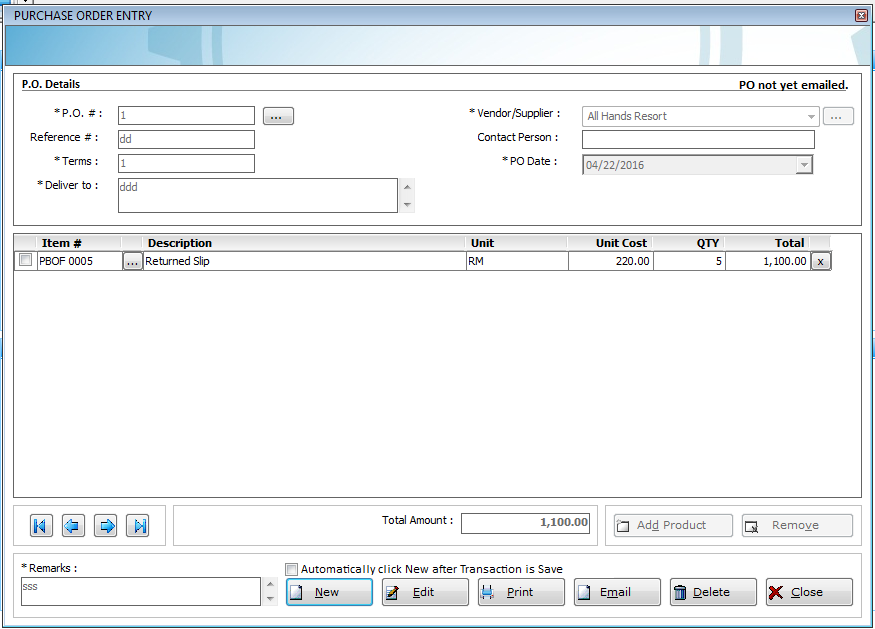 PURCHASE ORDER ENTRY
P.O. Details
PO not yet emailed.
*P.O. # : 1 ...
*Vendor/Supplier : All Hands Resort ...
Reference # : dd
Contact Person :
*Terms : 1
*PO Date : 04/22/2016
*Deliver to : ddd
Item # Description Unit Unit Cost QTY Total
PBOF 0005 ... Returned Slip RM 220.00 5 1,100.00 x
Total Amount : 1,100.00
Add Product Remove
*Remarks :
sss
Automatically click New after Transaction is Save
New Edit Print Email Delete Close